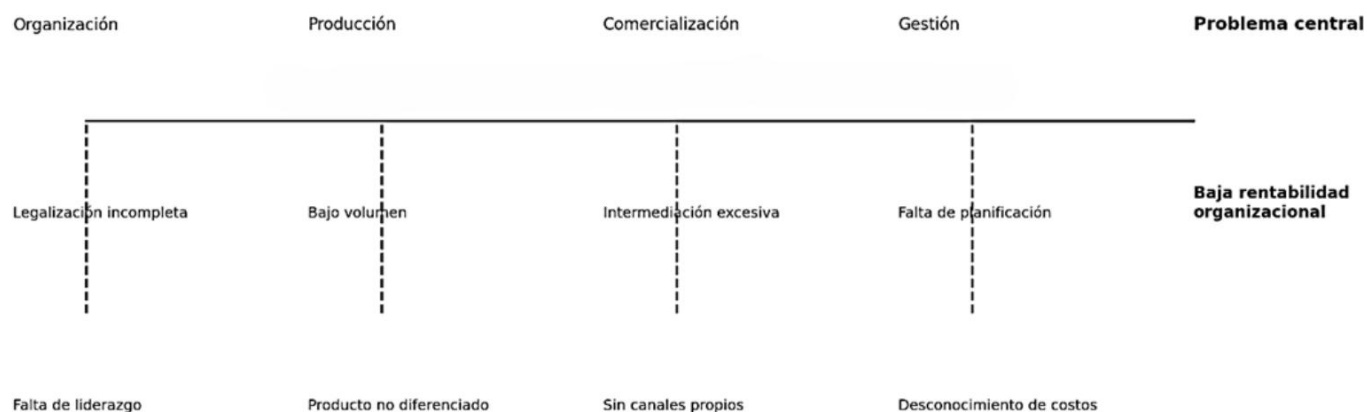 Organización
Producción
Comercialización
Gestión
Problema central
Legalización incompleta
Bajo volumen
Intermediación excesiva
Falta de planificación
Baja rentabilidad
organizacional
Falta de liderazgo
Producto no diferenciado
Sin canales propios
Desconocimiento de costos